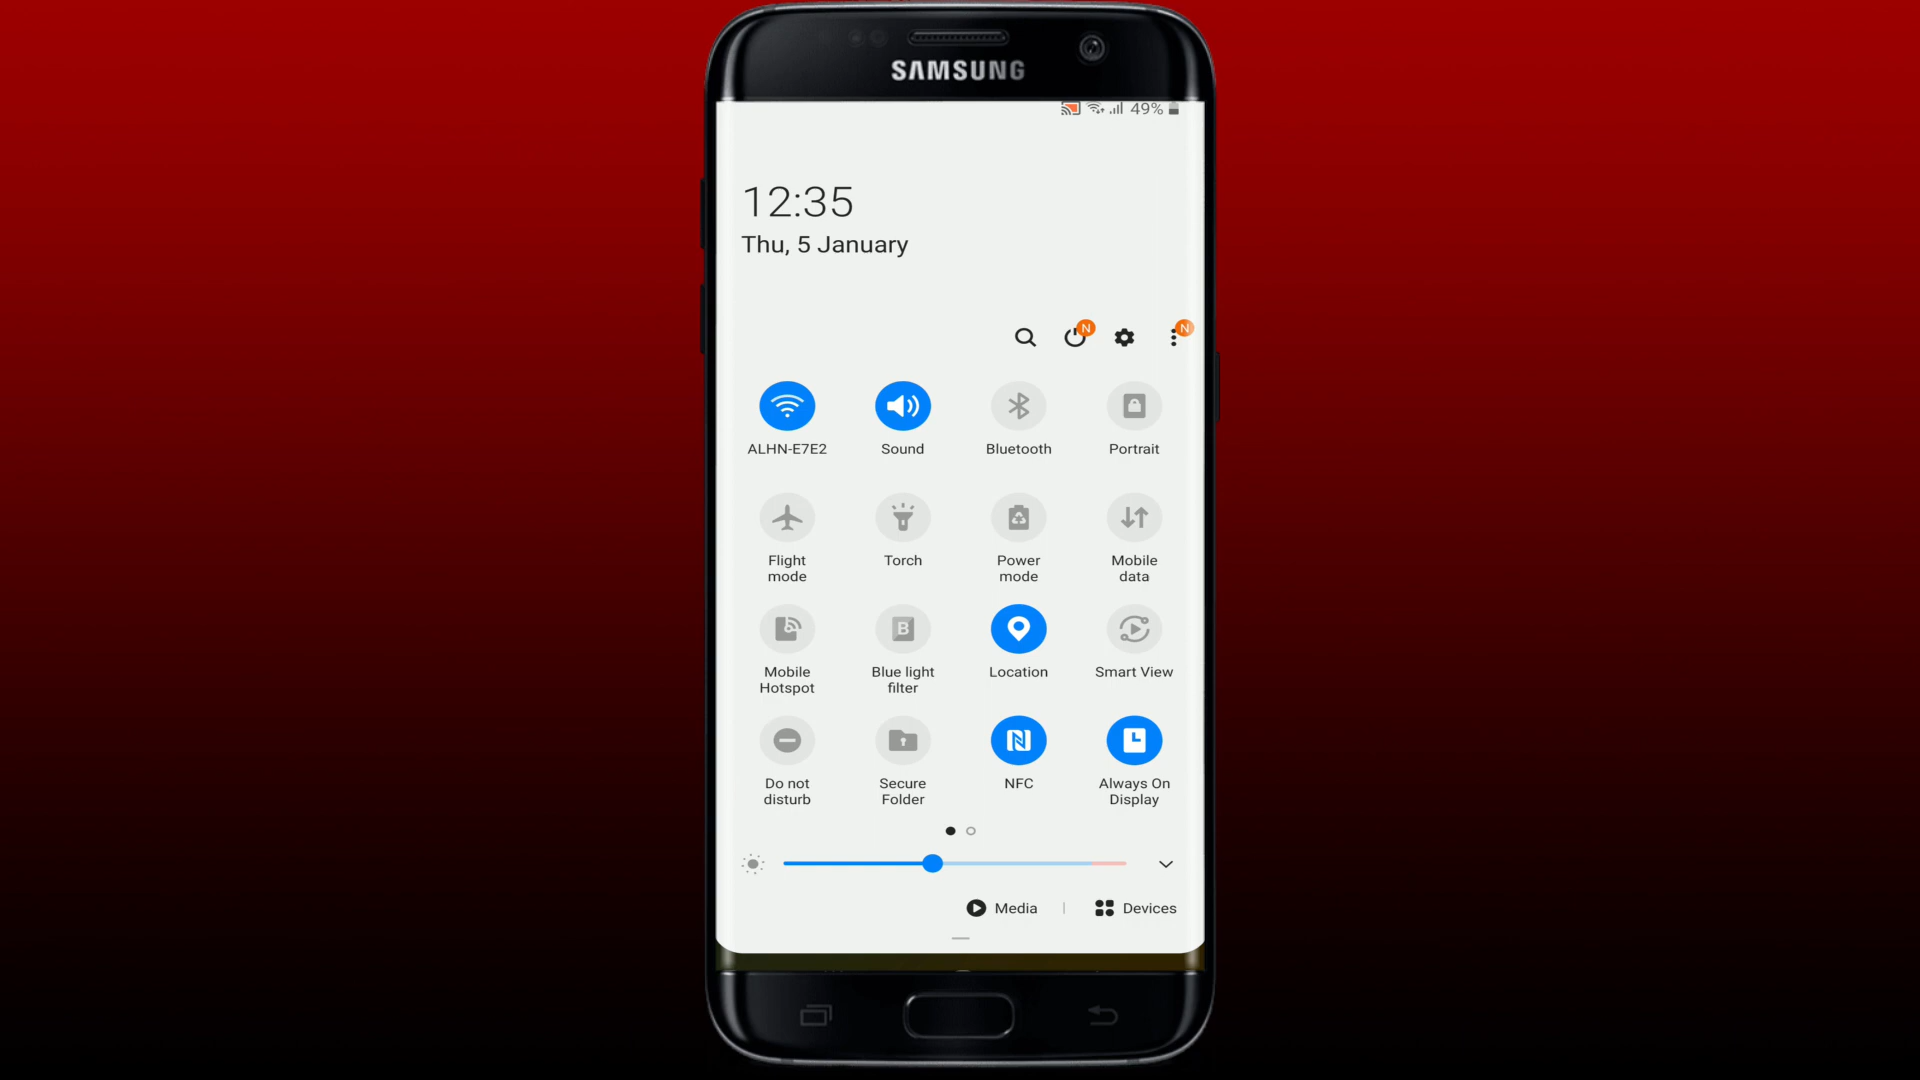 SAMSUNG
49%
12:35
Thu, 5 January
N
N
ALHN-E7E2
Sound
Bluetooth
Portrait
Flight
mode
Torch
Power
mode
Mobile
data
Mobile
Hotspot
B
Blue light
filter
Location
Smart View
Do not
disturb
Secure
Folder
NFC
Always On
Display
Media
Devices